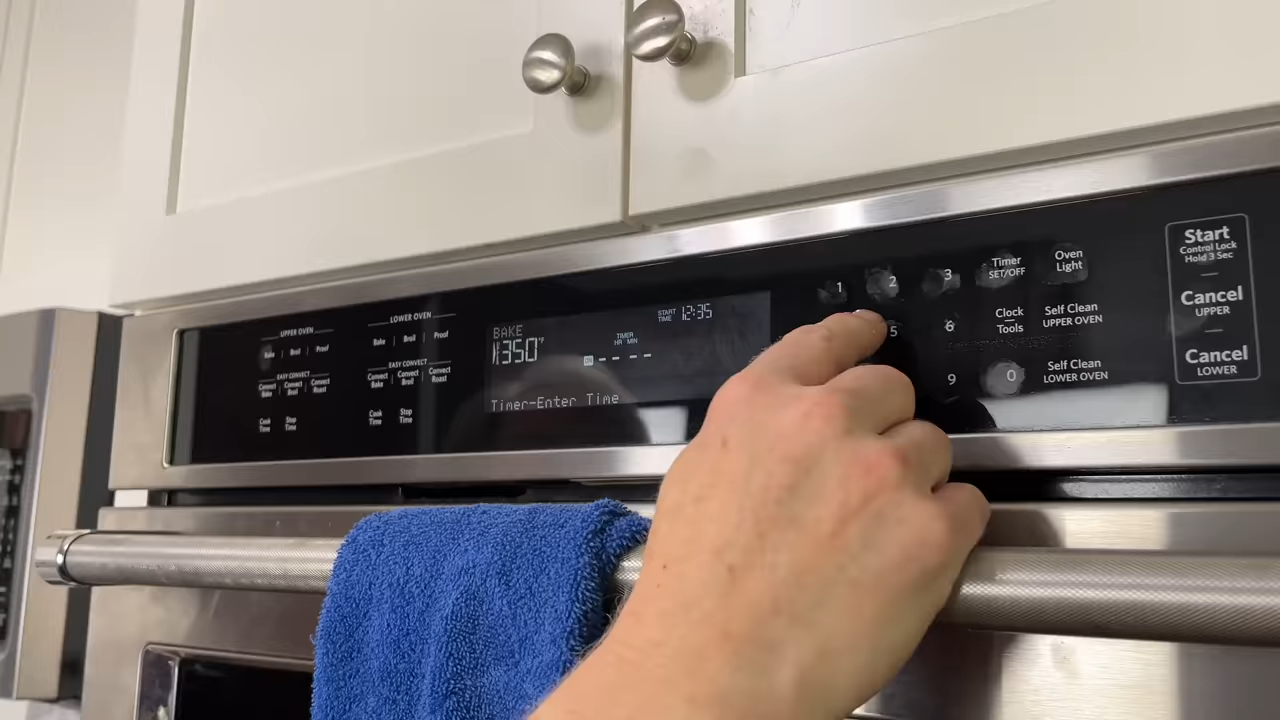 UPPER OVEN
Bake | Broil | Proof
EASY CONVECT
Convect Bake | Convect Broil | Convect Roast
Cook Time | Stop Time
LOWER OVEN
Bake | Broil | Proof
EASY CONVECT
Convect Bake | Convect Broil | Convect Roast
Cook Time | Stop Time
BAKE
350°F
START TIME 12:35
TIMER
HR MIN
Timer-Enter Time
1
2
3
5
6
9
0
Timer
SET/OFF
Oven
Light
Clock
Tools
Self Clean
UPPER OVEN
Self Clean
LOWER OVEN
Start
Control Lock
Hold 3 Sec
Cancel
UPPER
Cancel
LOWER